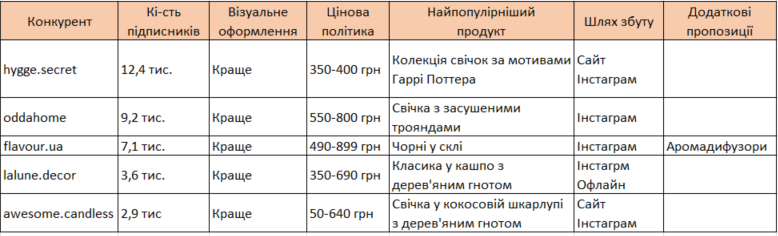 Конкурент Кі-сть підписників Візуальне оформлення Цінова політика Найпопулярніший продукт Шлях збуту Додаткові пропозиції
hygge.secret 12,4 тис. Краще 350-400 грн Колекція свічок за мотивами Гаррі Поттера Сайт Інстаграм
oddahome 9,2 тис. Краще 550-800 грн Свічка з засушеними трояндами Інстаграм
flavour.ua 7,1 тис. Краще 490-899 грн Чорні у склі Інстаграм Аромадифузори
lalune.decor 3,6 тис. Краще 350-690 грн Класика у кашпо з дерев'яним гнотом Інстагрм Офлайн
awesome.candless 2,9 тис Краще 50-640 грн Свічка у кокосовій шкарлупі з дерев'яним гнотом Сайт Інстаграм